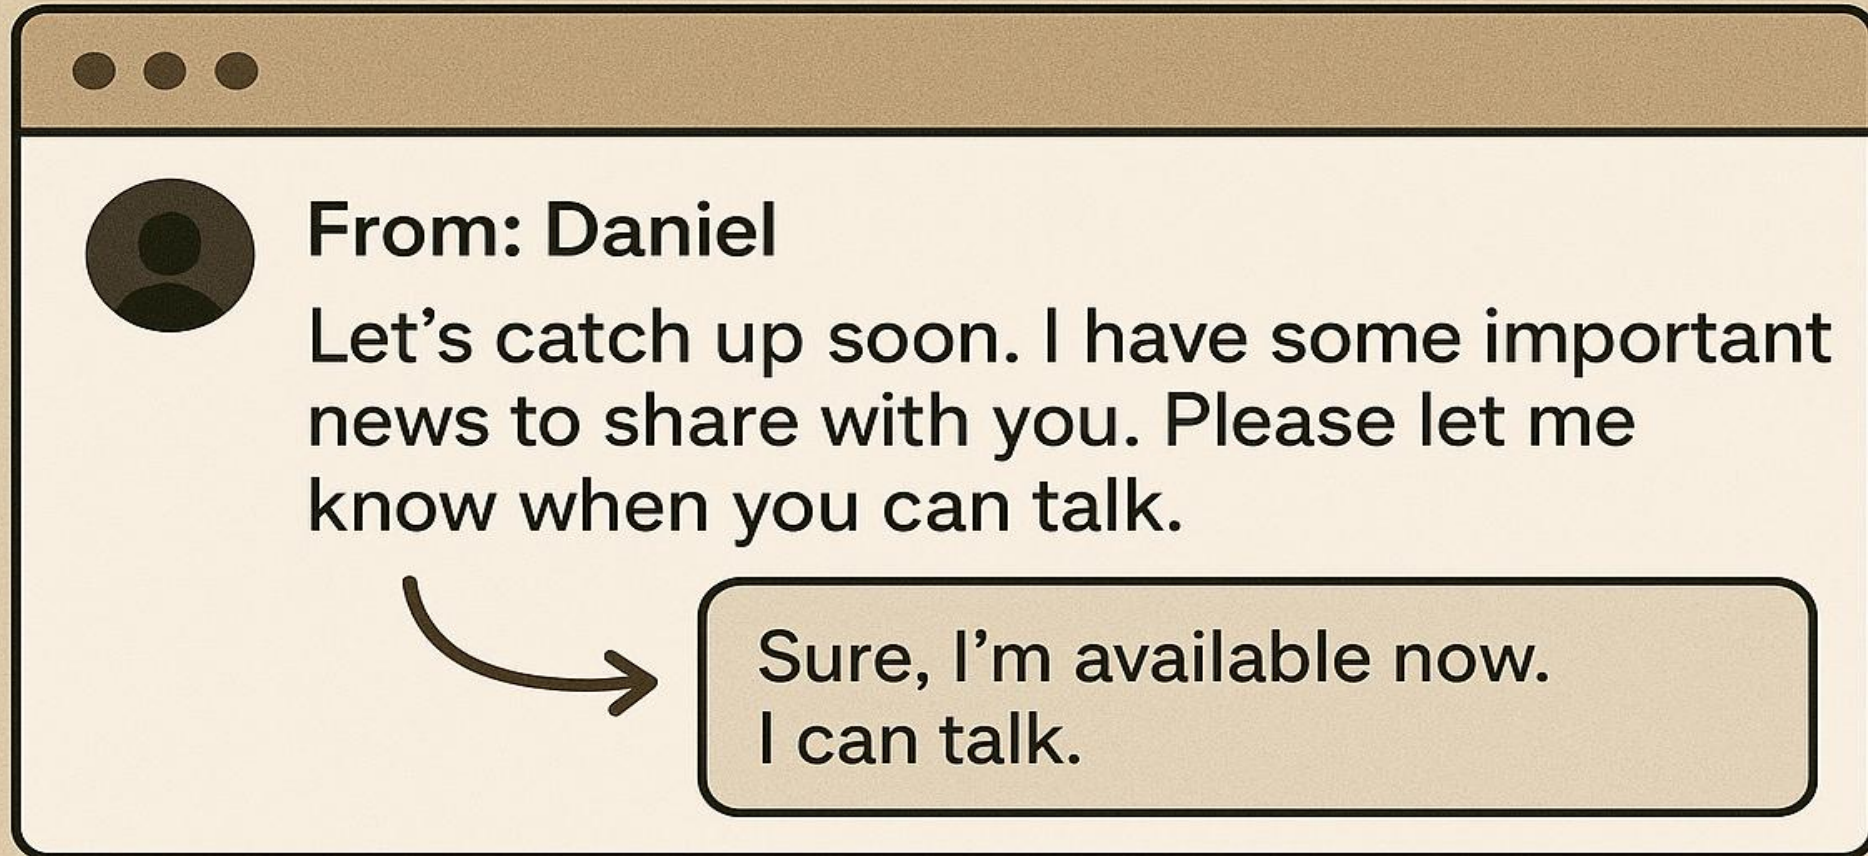 From: Daniel
Let’s catch up soon. I have some important
news to share with you. Please let me
know when you can talk.
Sure, I’m available now.
I can talk.